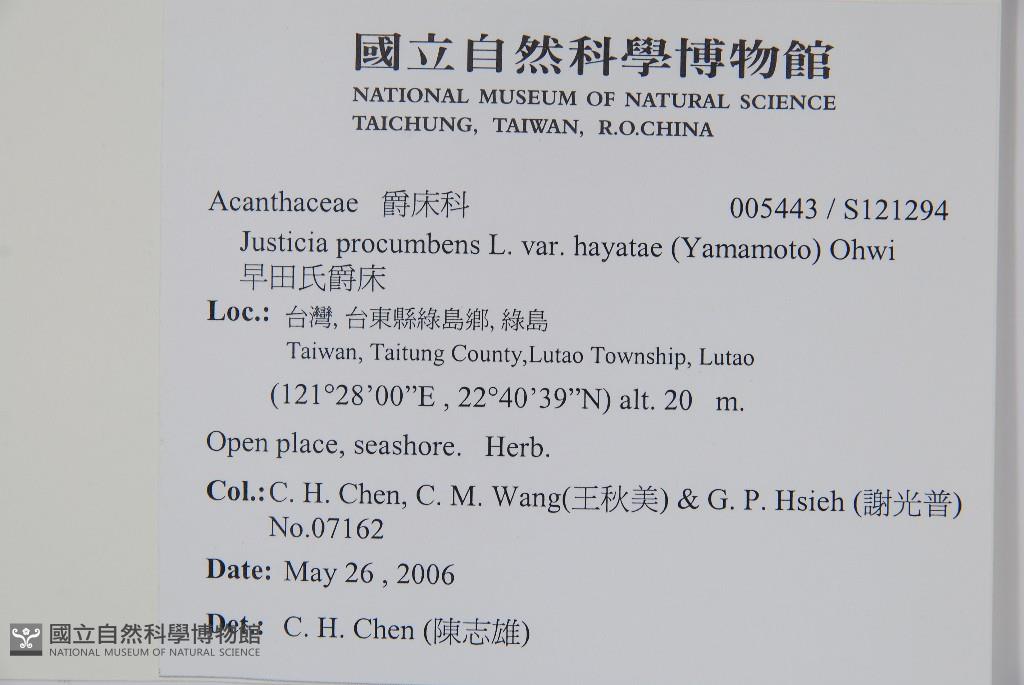 國立自然科學博物館
NATIONAL MUSEUM OF NATURAL SCIENCE
TAICHUNG, TAIWAN, R.O.CHINA
Acanthaceae 爵床科 005443 / S121294
Justicia procumbens L. var. hayatae (Yamamoto) Ohwi
早田氏爵床
Loc.: 台灣, 台東縣綠島鄉, 綠島
Taiwan, Taitung County,Lutao Township, Lutao
(121°28’00”E , 22°40’39”N) alt. 20 m.
Open place, seashore. Herb.
Col.: C. H. Chen, C. M. Wang(王秋美) & G. P. Hsieh (謝光普)
No.07162
Date: May 26 , 2006
Det.: C. H. Chen (陳志雄)
國立自然科學博物館
NATIONAL MUSEUM OF NATURAL SCIENCE